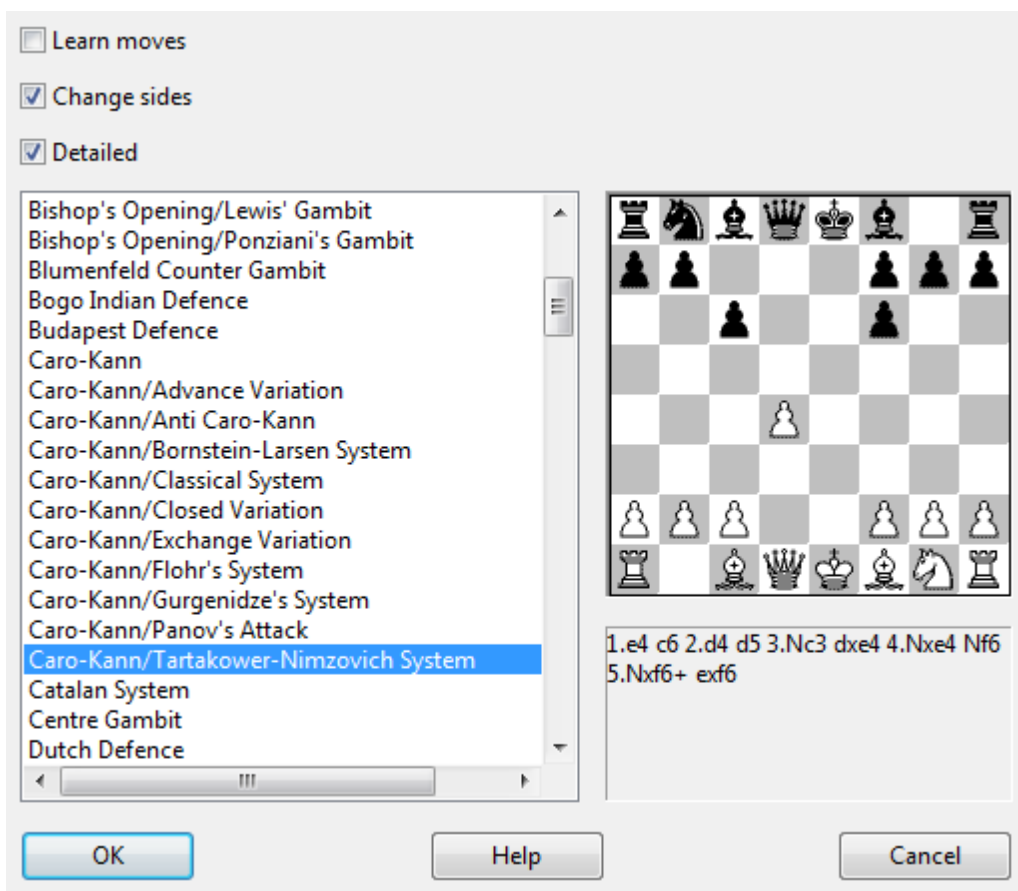 Learn moves
Change sides
Detailed
Bishop's Opening/Lewis' Gambit
Bishop's Opening/Ponziani's Gambit
Blumenfeld Counter Gambit
Bogo Indian Defence
Budapest Defence
Caro-Kann
Caro-Kann/Advance Variation
Caro-Kann/Anti Caro-Kann
Caro-Kann/Bornstein-Larsen System
Caro-Kann/Classical System
Caro-Kann/Closed Variation
Caro-Kann/Exchange Variation
Caro-Kann/Flohr's System
Caro-Kann/Gurgenidze's System
Caro-Kann/Panov's Attack
Caro-Kann/Tartakower-Nimzovich System
Catalan System
Centre Gambit
Dutch Defence
1.e4 c6 2.d4 d5 3.Nc3 dxe4 4.Nxe4 Nf6
5.Nxf6+ exf6
OK
Help
Cancel